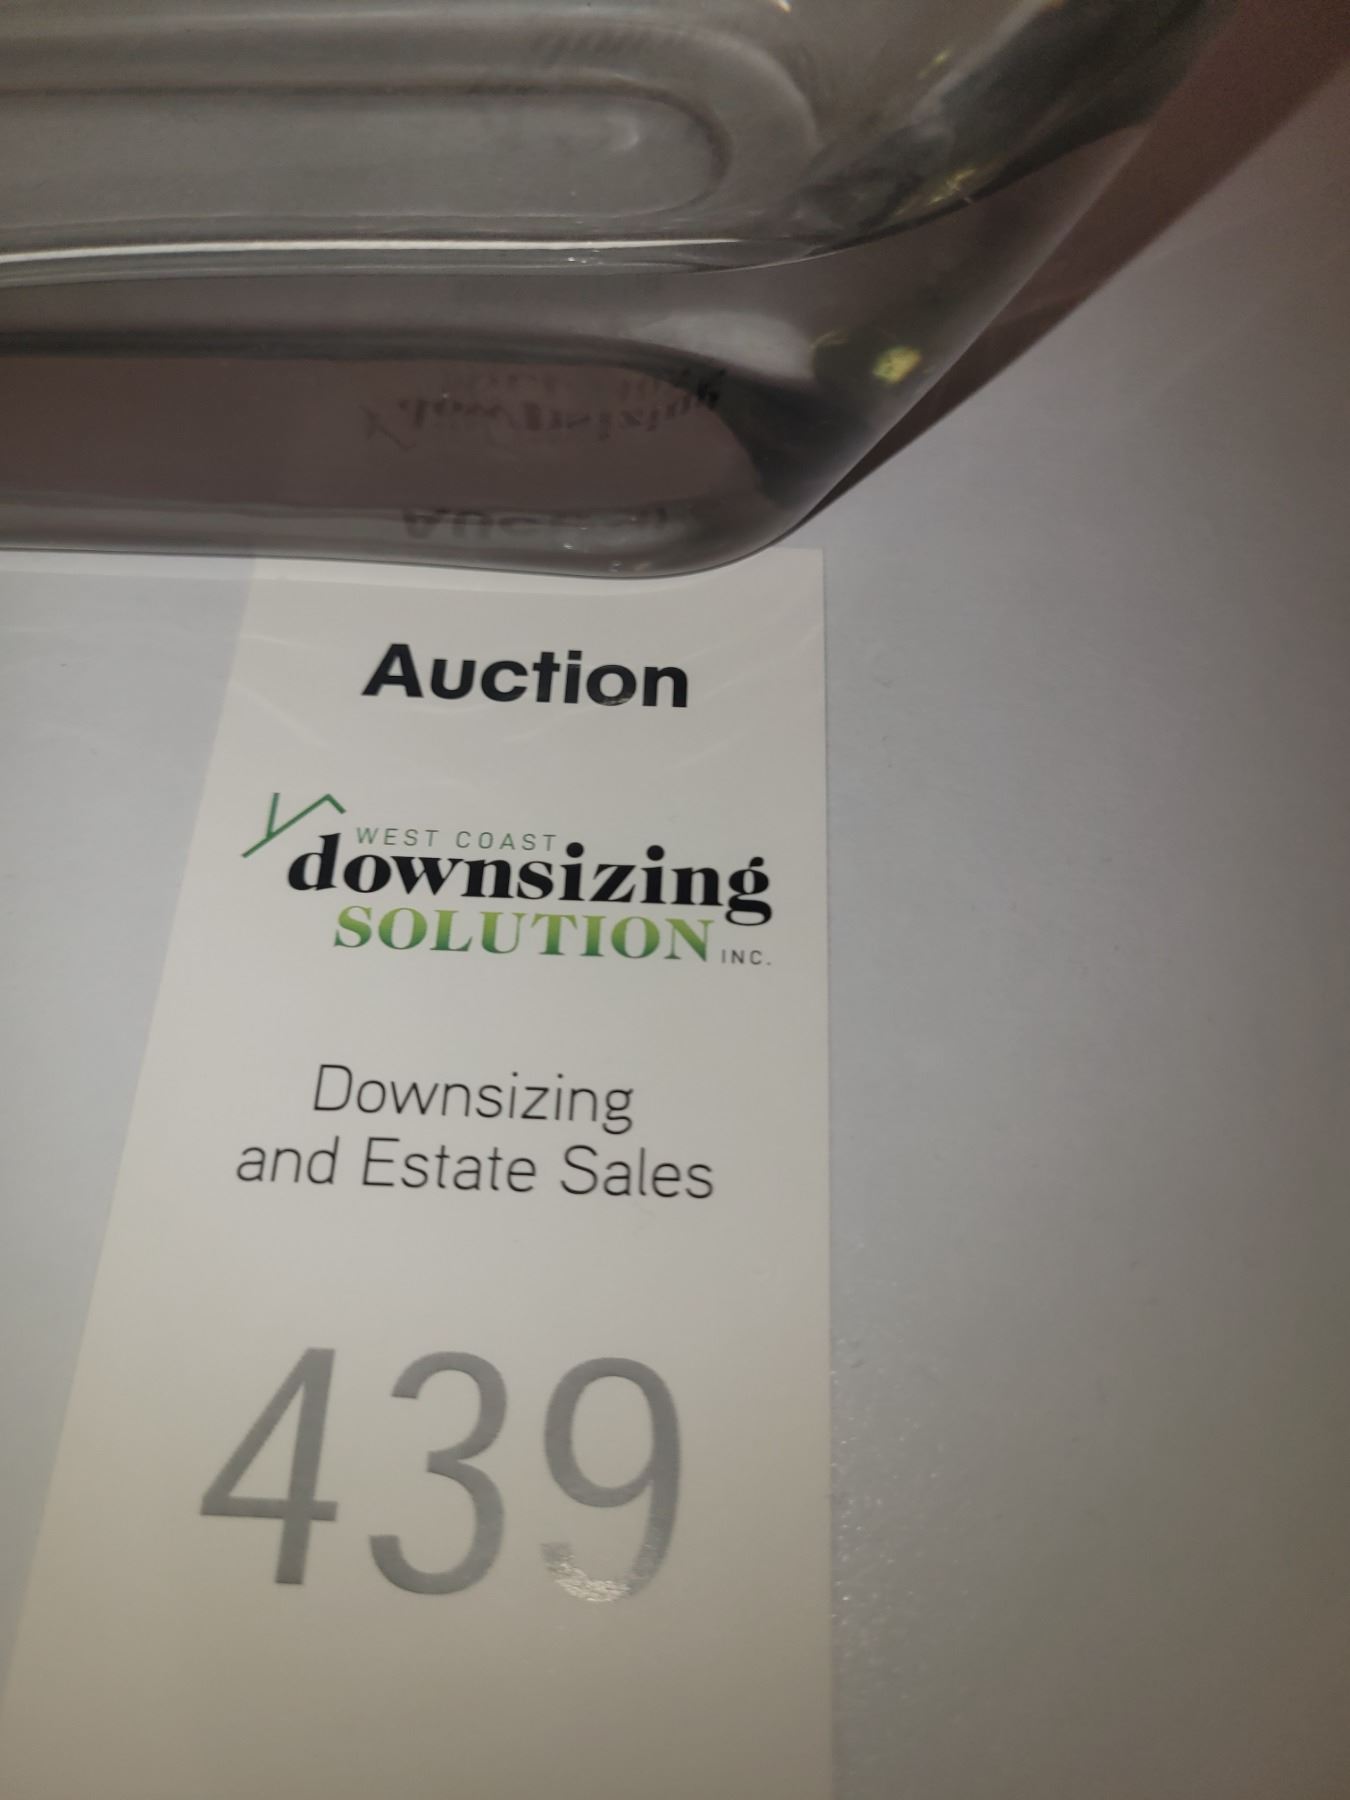 Auction
WEST COAST
downsizing
SOLUTION INC.
Downsizing
and Estate Sales
439